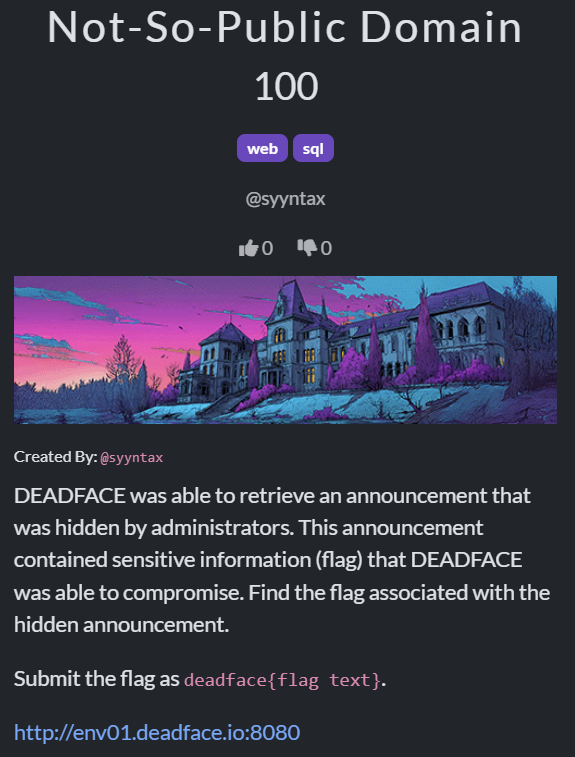 Not-So-Public Domain
100
web sql
@syyntax
0 0
Created By: @syyntax
DEADFACE was able to retrieve an announcement that
was hidden by administrators. This announcement
contained sensitive information (flag) that DEADFACE
was able to compromise. Find the flag associated with the
hidden announcement.
Submit the flag as deadface{flag text}.
http://env01.deadface.io:8080